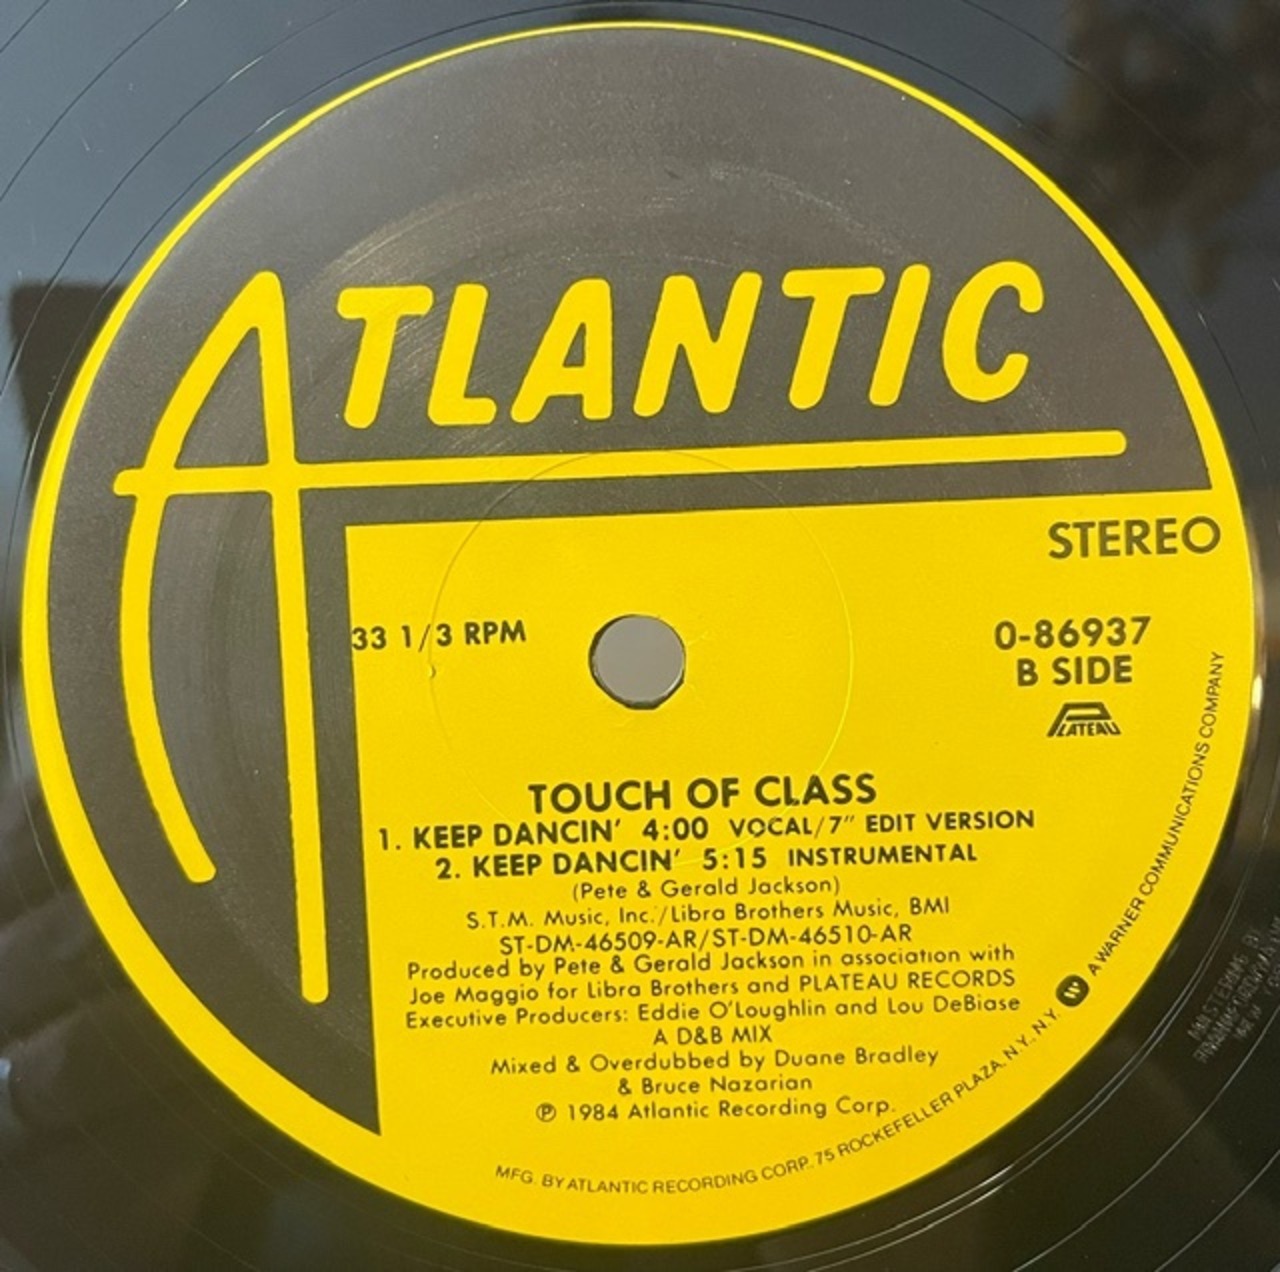 ATLANTIC
STEREO
33 1/3 RPM
0-86937
B SIDE
PLATEAU
TOUCH OF CLASS
1. KEEP DANCIN' 4:00 VOCAL/7" EDIT VERSION
2. KEEP DANCIN' 5:15 INSTRUMENTAL
(Pete & Gerald Jackson)
S.T.M. Music, Inc./Libra Brothers Music, BMI
ST-DM-46509-AR/ST-DM-46510-AR
Produced by Pete & Gerald Jackson in association with
Joe Maggio for Libra Brothers and PLATEAU RECORDS
Executive Producers: Eddie O'Loughlin and Lou DeBiase
A D&B MIX
Mixed & Overdubbed by Duane Bradley
& Bruce Nazarian
℗ 1984 Atlantic Recording Corp.
MFG. BY ATLANTIC RECORDING CORP., 75 ROCKEFELLER PLAZA, N.Y., N.Y. W A WARNER COMMUNICATIONS COMPANY